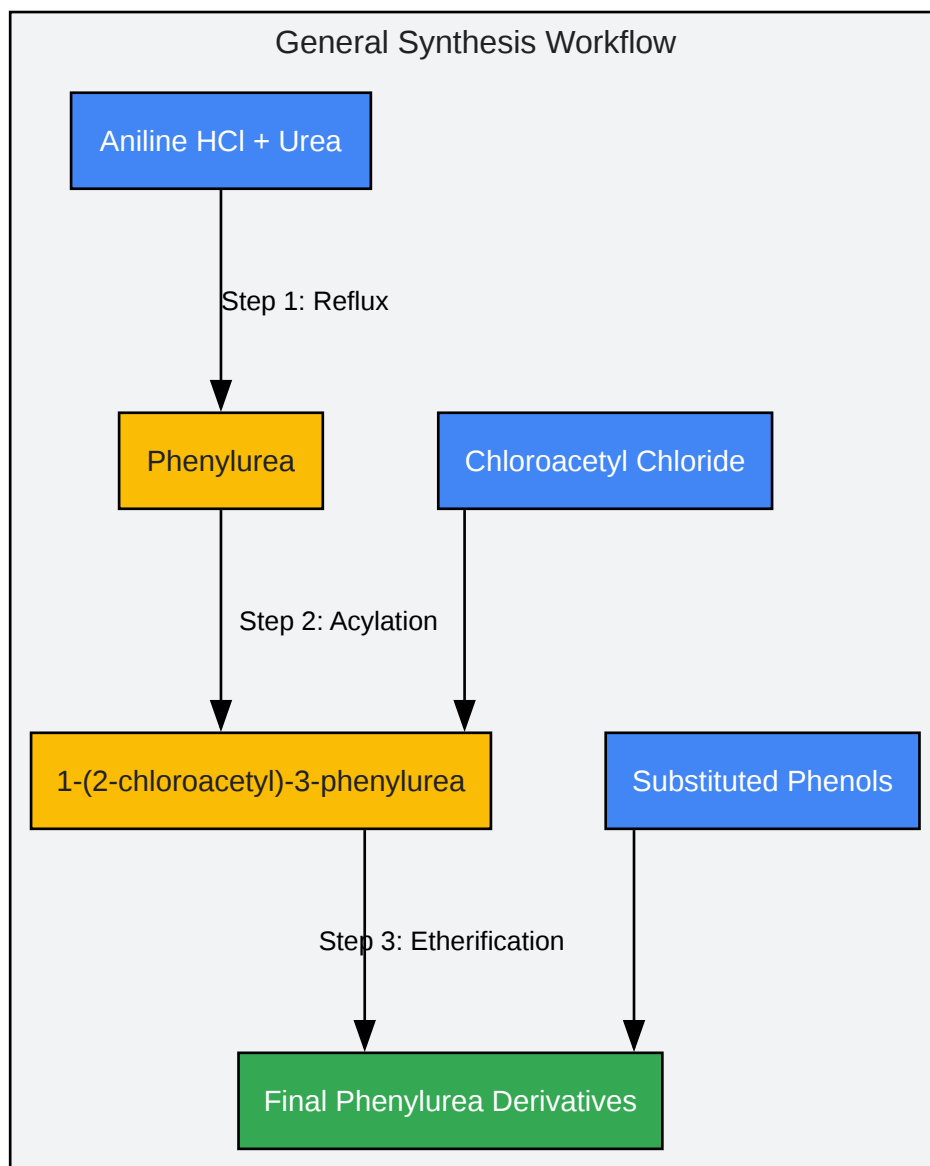 General Synthesis Workflow
Aniline HCl + Urea
Step 1: Reflux
Phenylurea
Chloroacetyl Chloride
Step 2: Acylation
1-(2-chloroacetyl)-3-phenylurea
Substituted Phenols
Step 3: Etherification
Final Phenylurea Derivatives